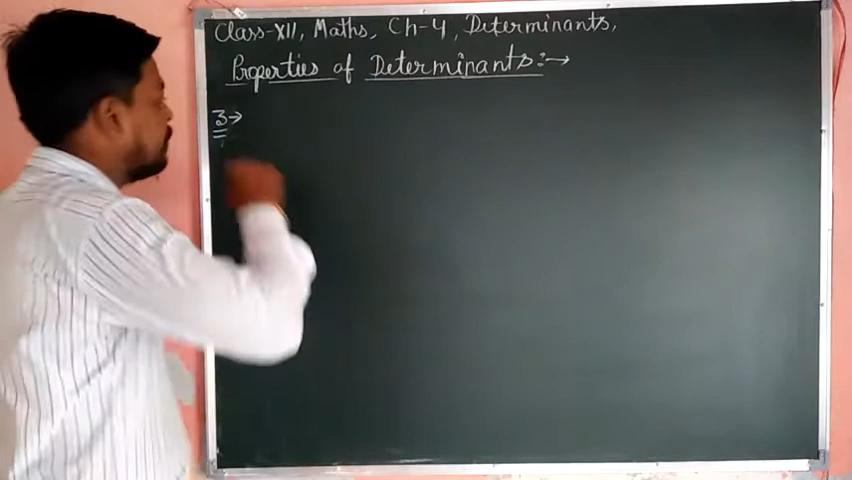 Class-XII, Maths, Ch-4, Determinants,
Properties of Determinants:→
3→